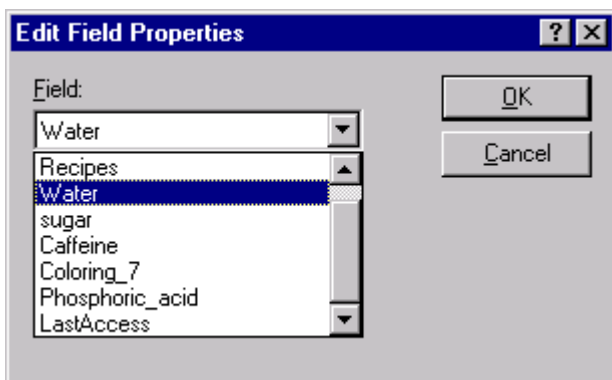 Edit Field Properties
Field:
OK
Water
Cancel
Recipes
Water
sugar
Caffeine
Coloring_7
Phosphoric_acid
LastAccess